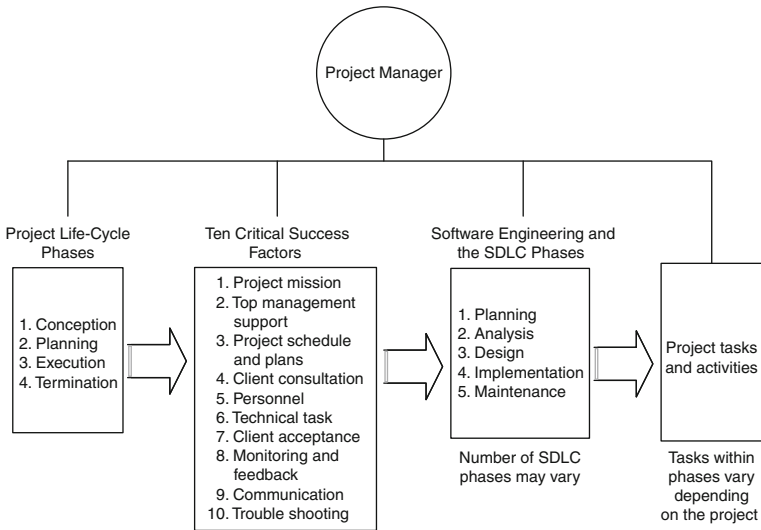 Project Manager
Project Life-Cycle
Phases
1. Conception
2. Planning
3. Execution
4. Termination
Ten Critical Success
Factors
1. Project mission
2. Top management
support
3. Project schedule
and plans
4. Client consultation
5. Personnel
6. Technical task
7. Client acceptance
8. Monitoring and
feedback
9. Communication
10. Trouble shooting
Software Engineering and
the SDLC Phases
1. Planning
2. Analysis
3. Design
4. Implementation
5. Maintenance
Number of SDLC
phases may vary
Project tasks
and activities
Tasks within
phases vary
depending
on the project